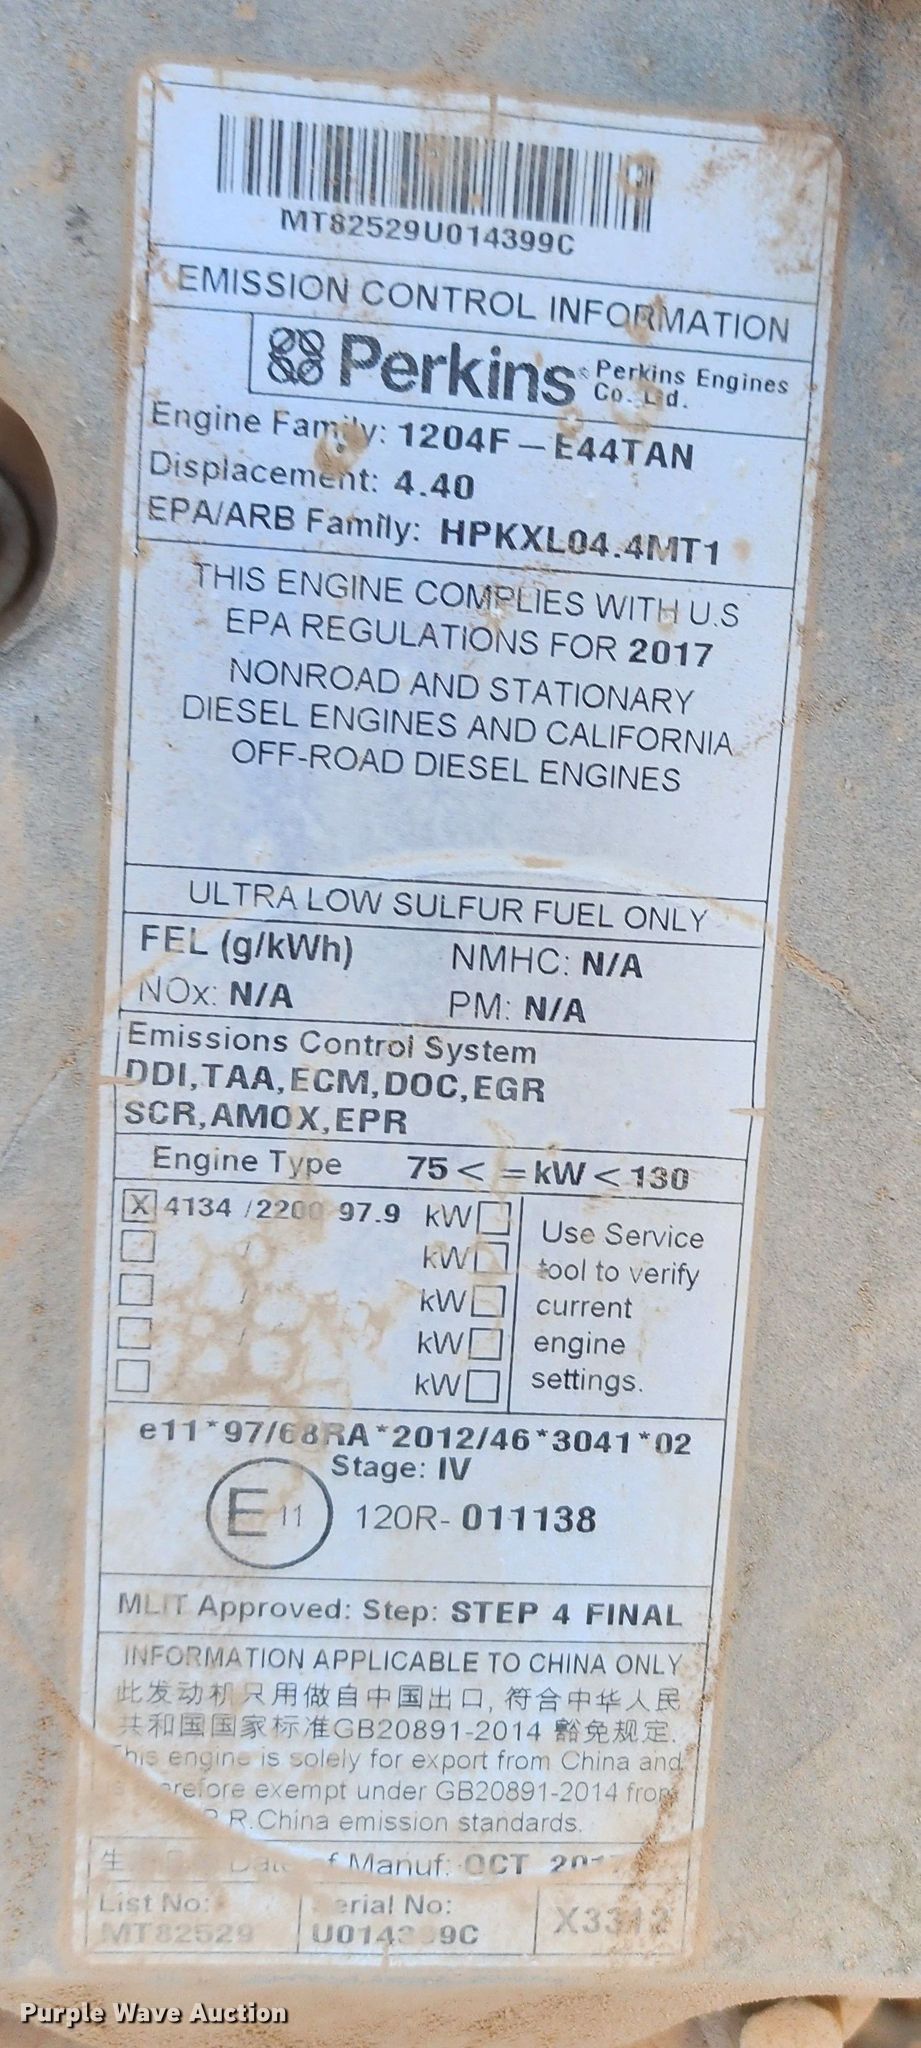 MT82529U014399C
EMISSION CONTROL INFORMATION
Perkins® Perkins Engines Co. Ltd.
Engine Family: 1204F-E44TAN
Displacement: 4.40
EPA/ARB Family: HPKXL04.4MT1
THIS ENGINE COMPLIES WITH U.S
EPA REGULATIONS FOR 2017
NONROAD AND STATIONARY
DIESEL ENGINES AND CALIFORNIA
OFF-ROAD DIESEL ENGINES
ULTRA LOW SULFUR FUEL ONLY
FEL (g/kWh) NMHC: N/A
NOx: N/A PM: N/A
Emissions Control System
DDI,TAA,ECM,DOC,EGR
SCR,AMOX,EPR
Engine Type 75< =kW<130
X 4134 /2200 97.9 kW
/ kW
/ kW
/ kW
kW
Use Service
tool to verify
current
engine
settings.
e11*97/68RA*2012/46*3041*02
Stage: IV
E 11 120R- 011138
MLIT Approved: Step: STEP 4 FINAL
INFORMATION APPLICABLE TO CHINA ONLY
此发动机只用做自中国出口, 符合中华人民
共和国国家标准GB20891-2014 豁免规定.
This engine is solely for export from China and
is therefore exempt under GB20891-2014 from
P.R.China emission standards.
Date of Manuf: OCT 2017
List No: Serial No:
MT82529 U014399C X3312
Purple Wave Auction